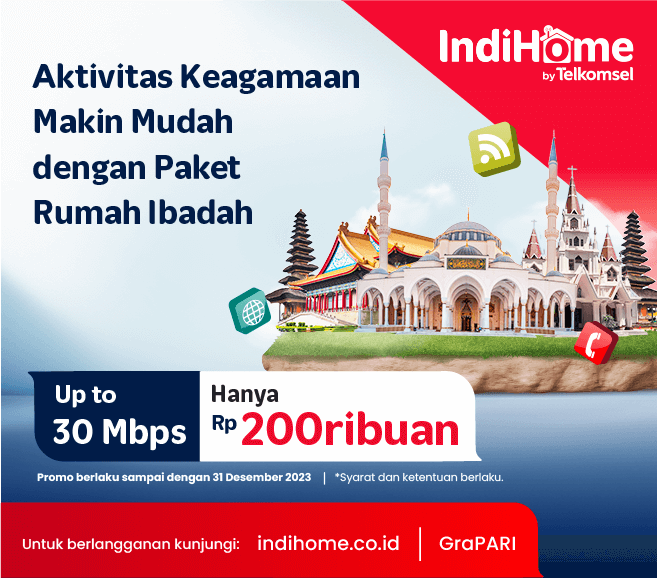 IndiHome
by Telkomsel
Aktivitas Keagamaan
Makin Mudah
dengan Paket
Rumah Ibadah
Up to
30 Mbps
Hanya
Rp 200ribuan
Promo berlaku sampai dengan 31 Desember 2023 | *Syarat dan ketentuan berlaku.
Untuk berlangganan kunjungi: indihome.co.id | GraPARI